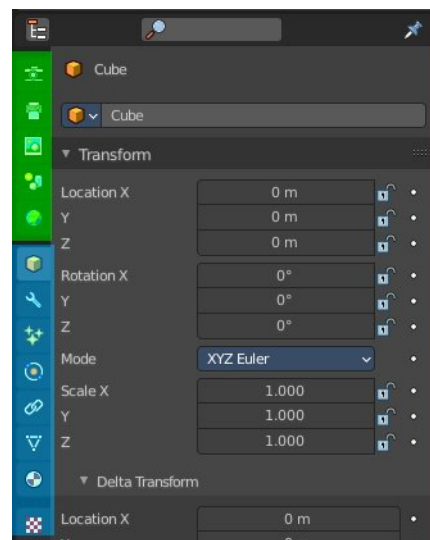 Cube
Cube
Transform
Location X 0 m
Y 0 m
Z 0 m
Rotation X 0°
Y 0°
Z 0°
Mode XYZ Euler
Scale X 1.000
Y 1.000
Z 1.000
Delta Transform
Location X 0 m